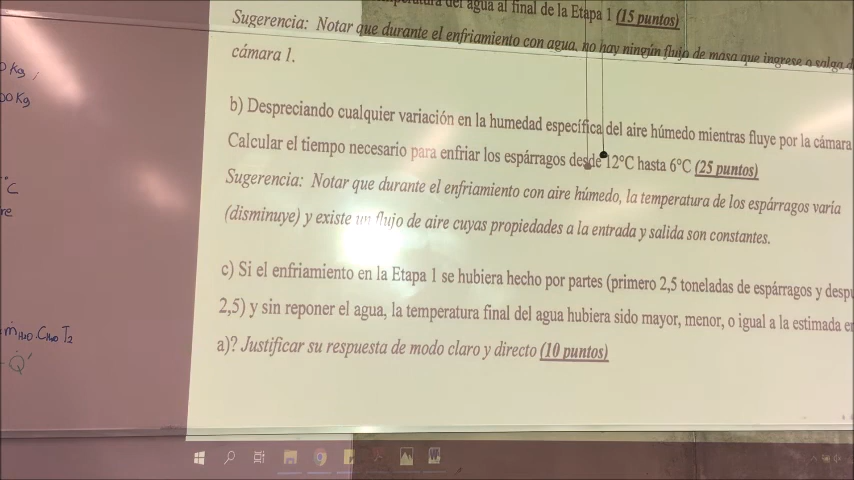 del agua al final de la Etapa 1 (15 puntos)
Sugerencia: Notar que durante el enfriamiento con agua, no hay ningún flujo de masa que ingrese o salga
cámara 1.
b) Despreciando cualquier variación en la humedad específica del aire húmedo mientras fluye por la cámara
Calcular el tiempo necesario para enfriar los espárragos desde 12°C hasta 6°C (25 puntos)
Sugerencia: Notar que durante el enfriamiento con aire húmedo, la temperatura de los espárragos varía
(disminuye) y existe un flujo de aire cuyas propiedades a la entrada y salida son constantes.
c) Si el enfriamiento en la Etapa 1 se hubiera hecho por partes (primero 2,5 toneladas de espárragos y despu
2,5) y sin reponer el agua, la temperatura final del agua hubiera sido mayor, menor, o igual a la estimada e
a)? Justificar su respuesta de modo claro y directo (10 puntos)
Kg
00 Kg
°C
re
ṁH2O.CH2O T2
- Q̇'